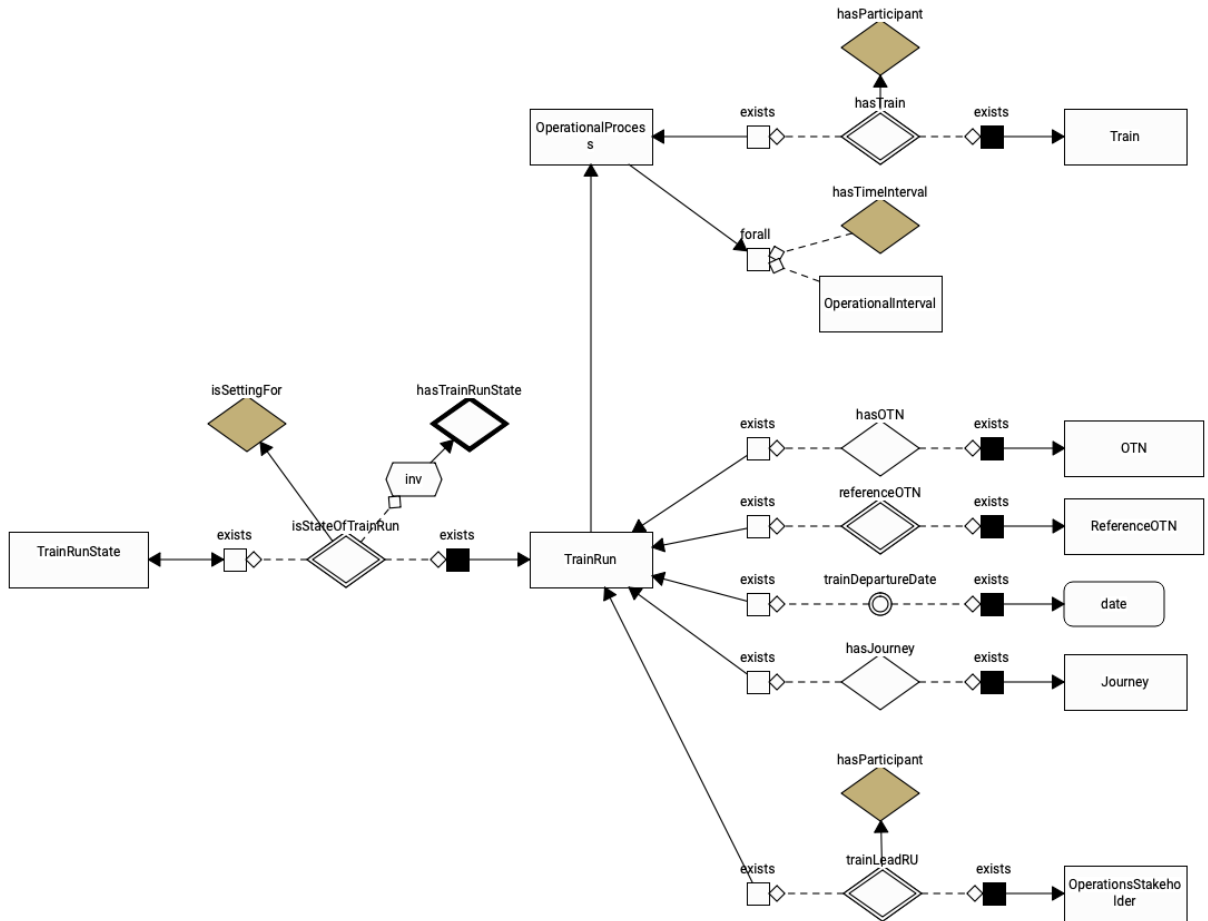 hasParticipant
exists
hasTrain
exists
OperationalProces
s
Train
hasTimeInterval
forall
OperationalInterval
isSettingFor
hasTrainRunState
inv
exists
isStateOfTrainRun
exists
TrainRunState
TrainRun
exists
hasOTN
exists
OTN
exists
referenceOTN
exists
ReferenceOTN
exists
trainDepartureDate
exists
date
exists
hasJourney
exists
Journey
hasParticipant
exists
trainLeadRU
exists
OperationsStakeho
lder